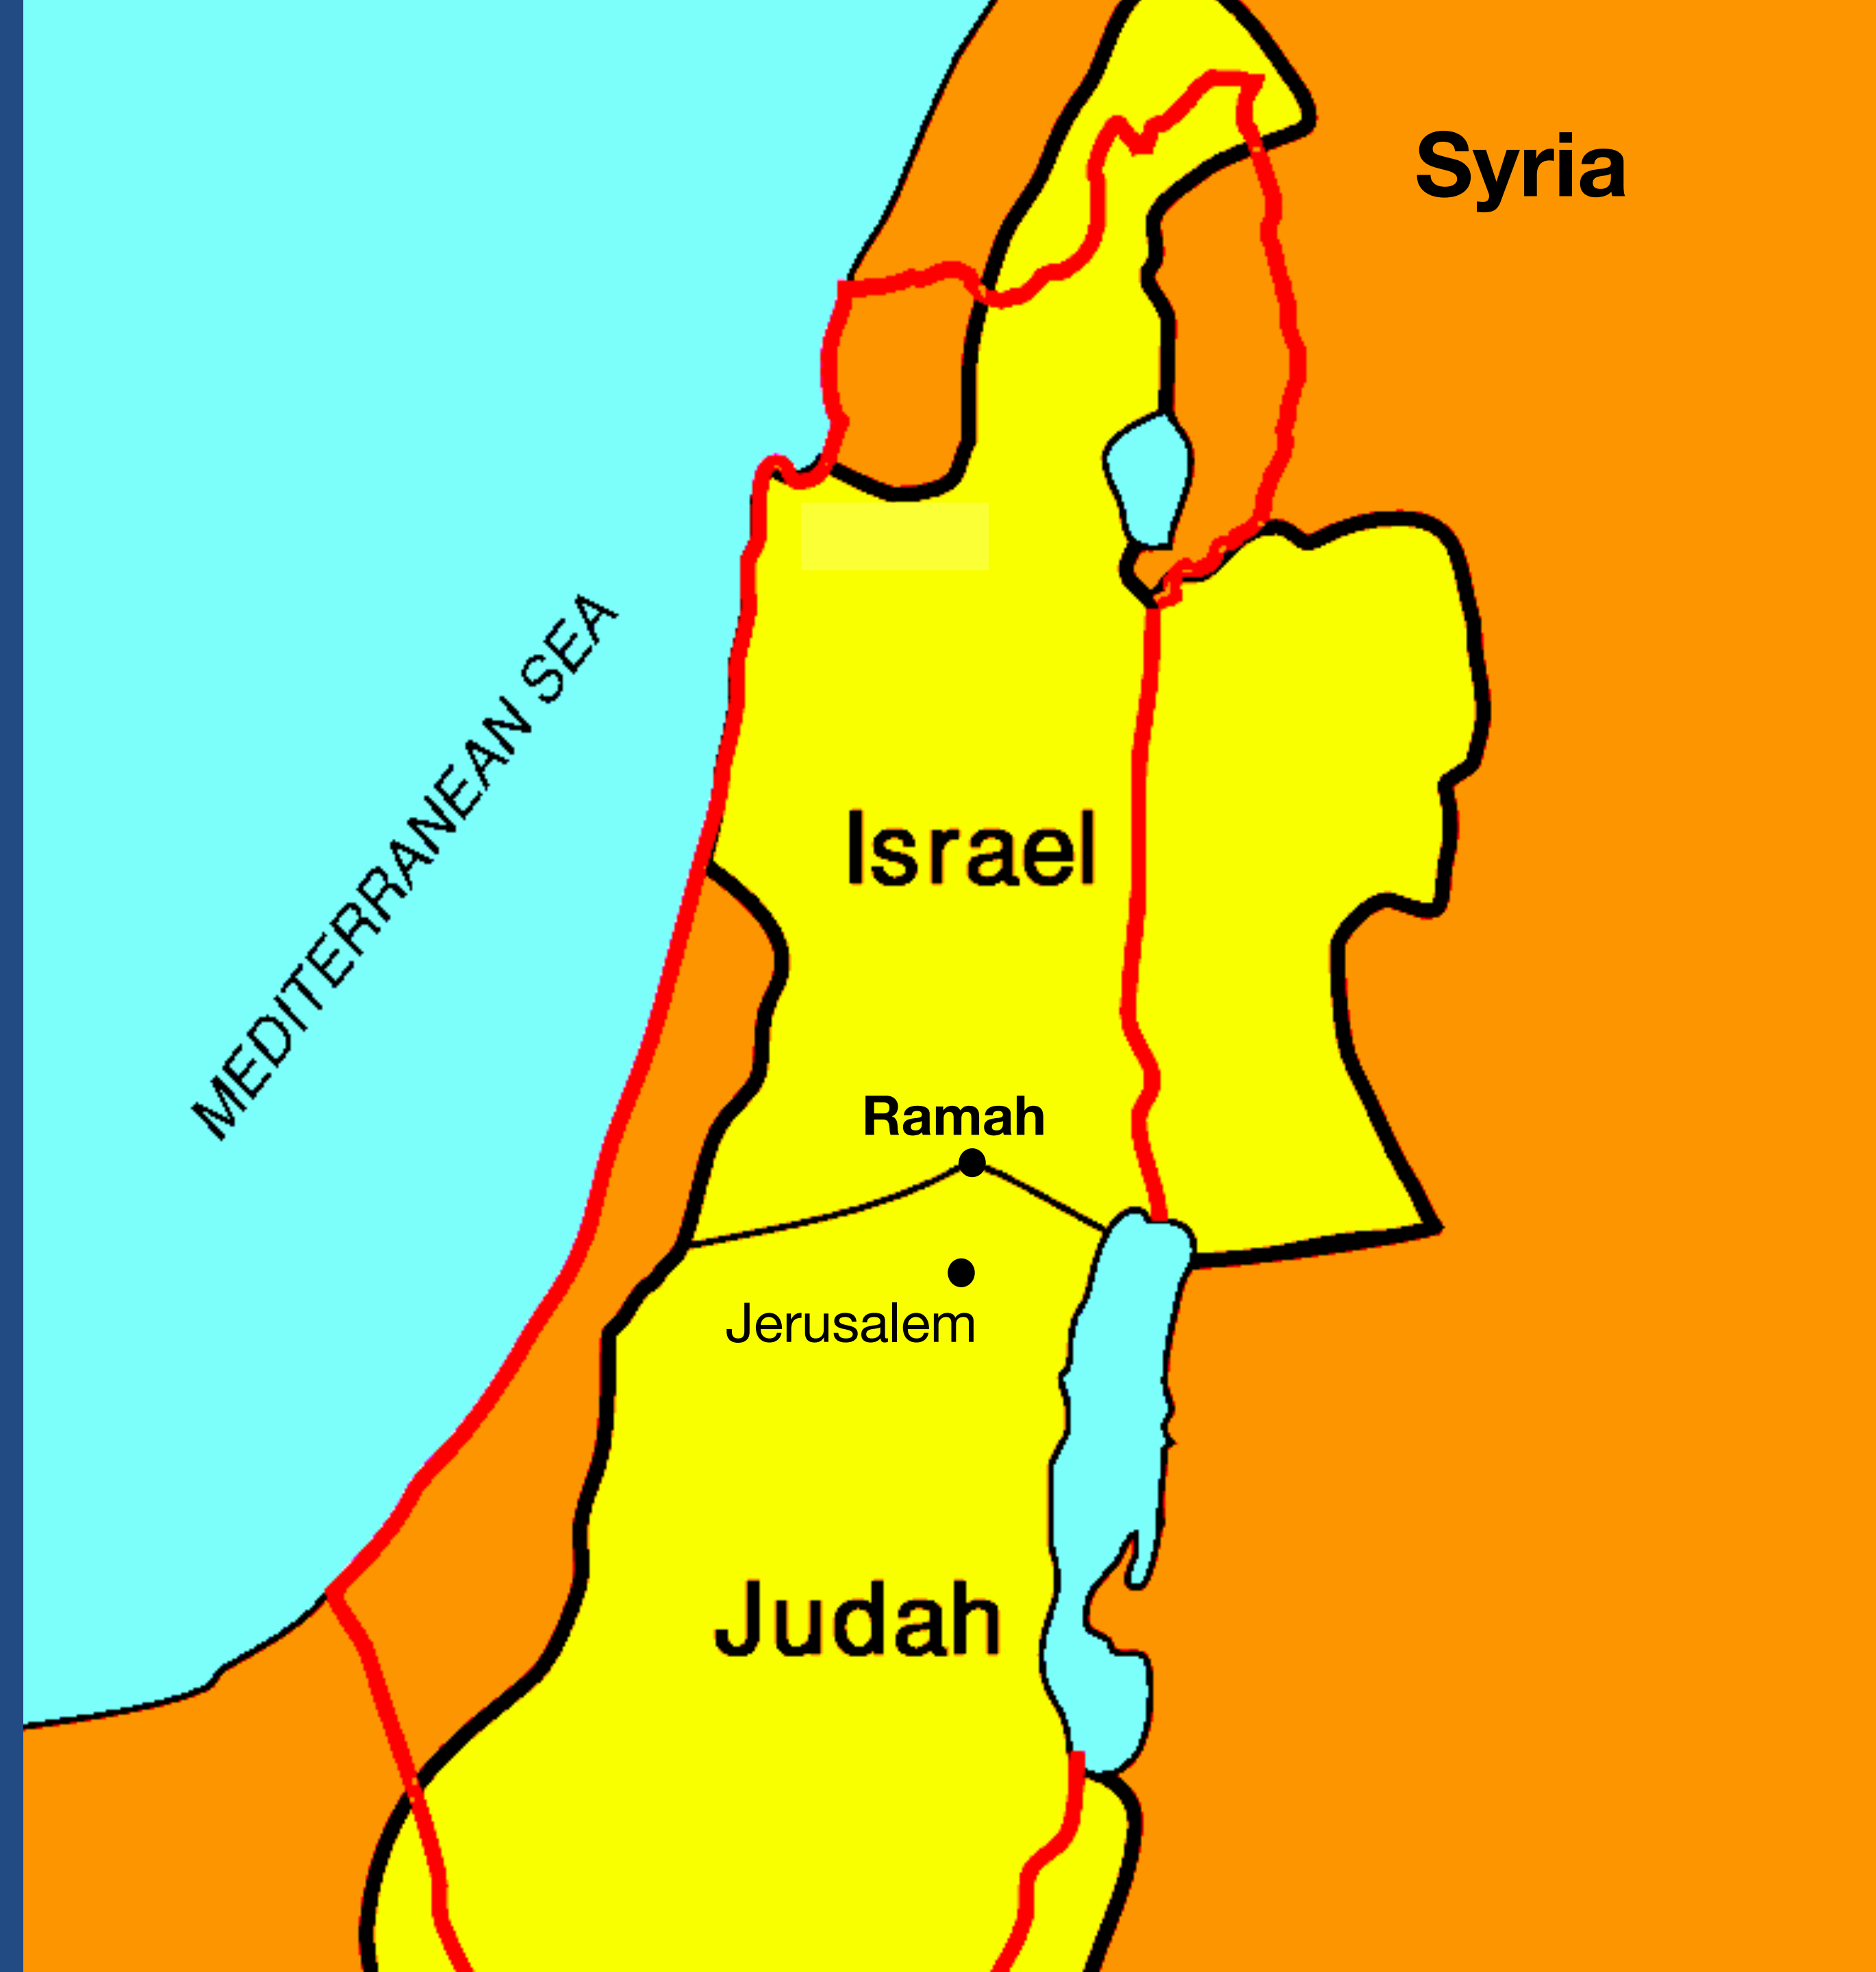 Syria
MEDITERRANEAN SEA
Israel
Ramah
Jerusalem
Judah